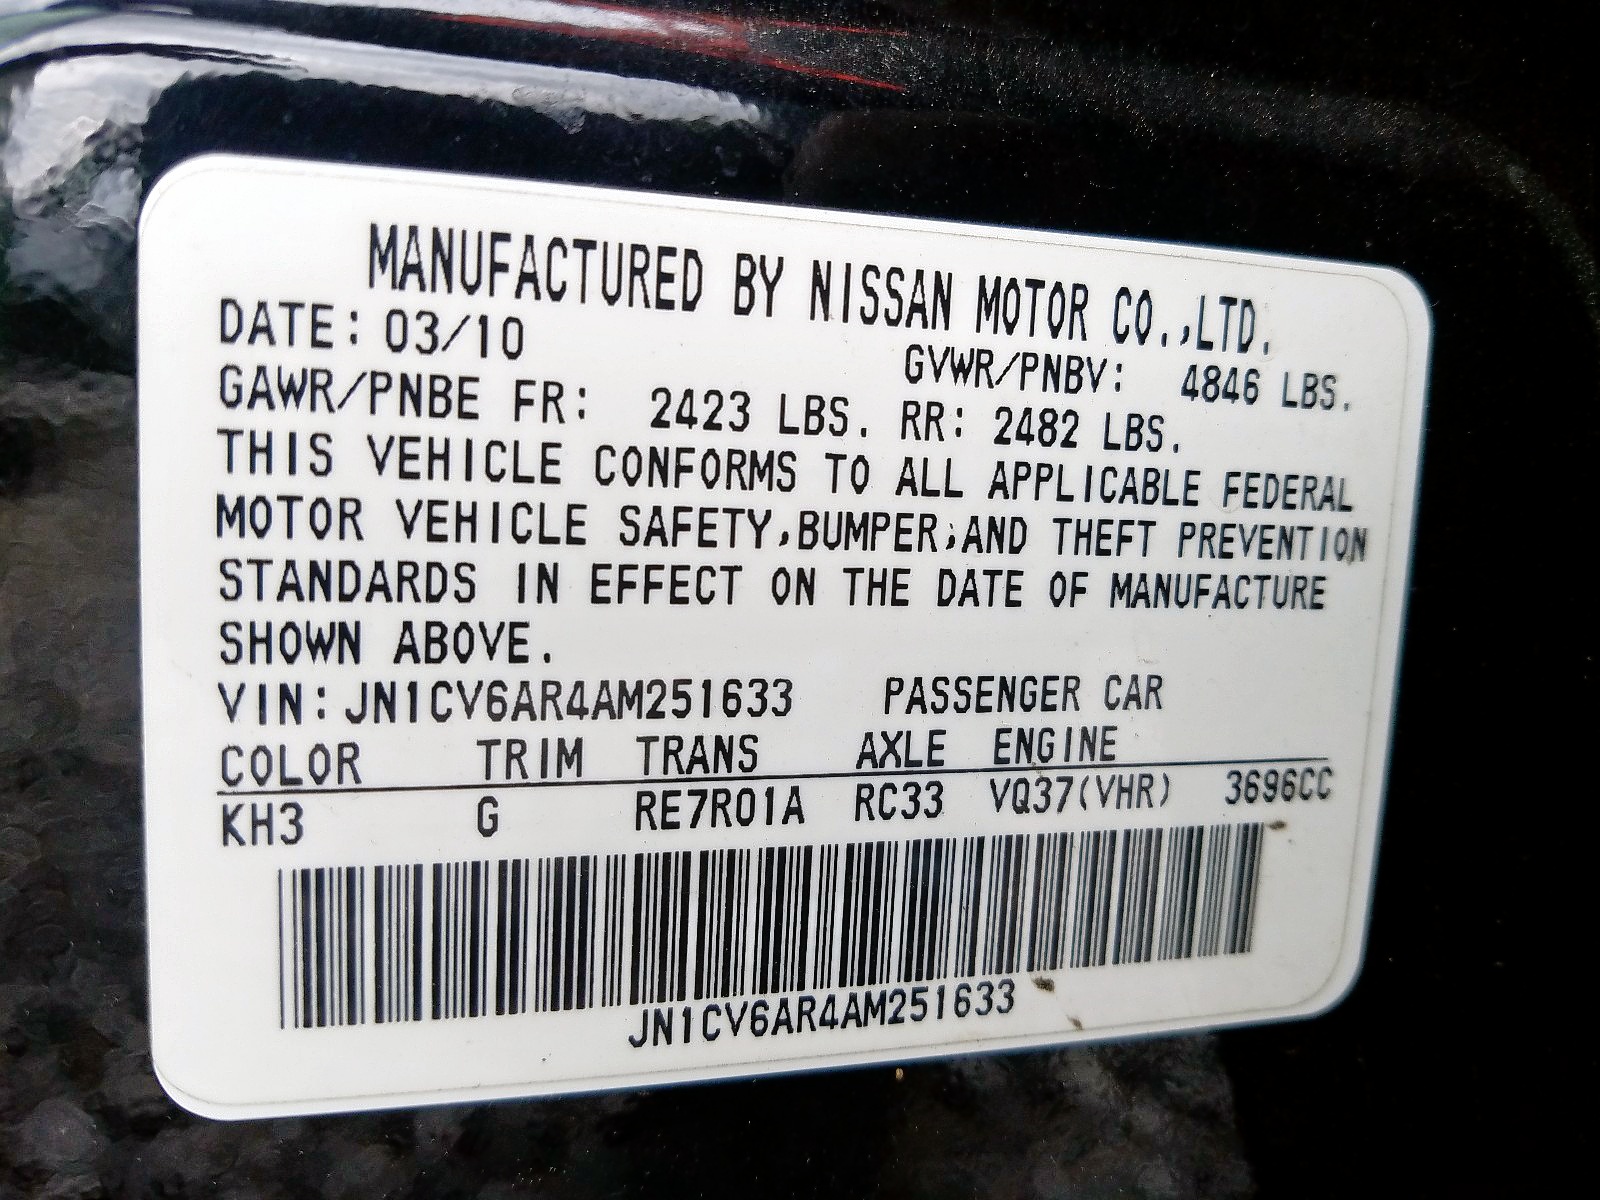 MANUFACTURED BY NISSAN MOTOR CO.,LTD.
DATE: 03/10 GVWR/PNBV: 4846 LBS.
GAWR/PNBE FR: 2423 LBS. RR: 2482 LBS.
THIS VEHICLE CONFORMS TO ALL APPLICABLE FEDERAL
MOTOR VEHICLE SAFETY,BUMPER,AND THEFT PREVENTION
STANDARDS IN EFFECT ON THE DATE OF MANUFACTURE
SHOWN ABOVE.
VIN:JN1CV6AR4AM251633 PASSENGER CAR
COLOR TRIM TRANS AXLE ENGINE
KH3 G RE7R01A RC33 VQ37(VHR) 3696CC
JN1CV6AR4AM251633